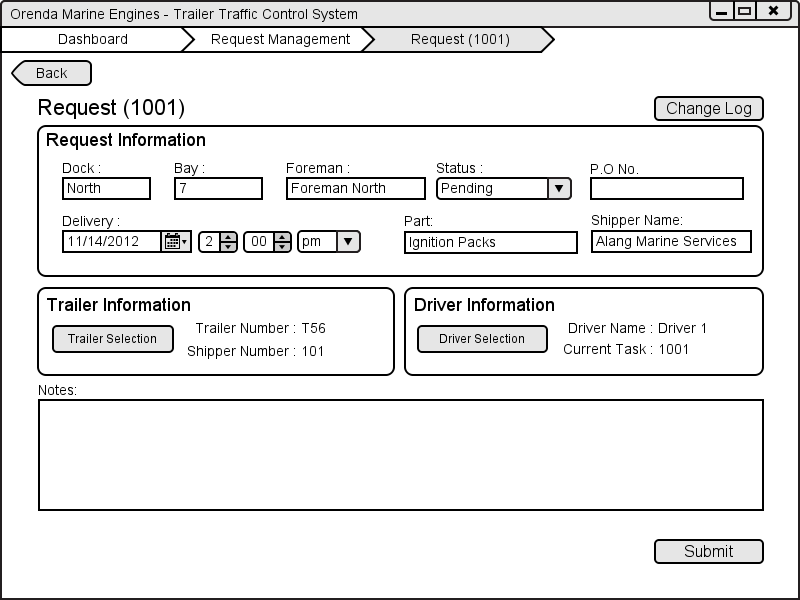 Orenda Marine Engines - Trailer Traffic Control System
Dashboard Request Management Request (1001)
Back
Request (1001) Change Log
Request Information
Dock : Bay : Foreman : Status : P.O No.
North 7 Foreman North Pending
Delivery : Part: Shipper Name:
11/14/2012 2 00 pm Ignition Packs Alang Marine Services
Trailer Information
Trailer Selection
Trailer Number : T56
Shipper Number : 101
Driver Information
Driver Selection
Driver Name : Driver 1
Current Task : 1001
Notes:
Submit